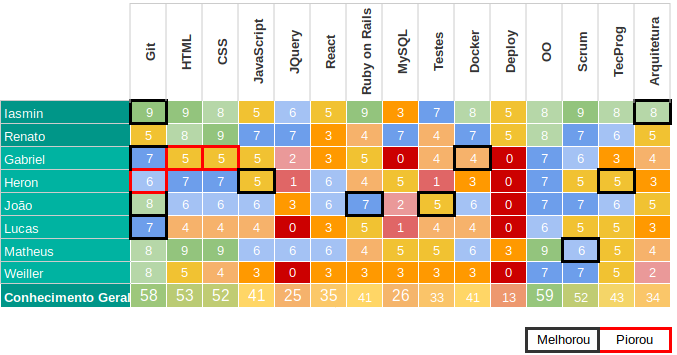 Git HTML CSS JavaScript JQuery React Ruby on Rails MySQL Testes Docker Deploy OO Scrum TecProg Arquitetura
Iasmin 9 9 8 5 6 5 9 3 7 8 5 8 9 8 8
Renato 5 8 9 7 7 3 4 7 4 7 5 8 7 6 5
Gabriel 7 5 5 5 2 3 5 0 4 4 0 7 6 3 4
Heron 6 7 7 5 1 6 4 5 1 3 0 7 5 5 3
João 8 6 6 6 3 6 7 2 5 6 0 7 6 6 5
Lucas 7 4 4 4 0 3 5 1 4 4 0 6 5 5 3
Matheus 8 9 9 6 6 6 4 5 5 6 3 9 6 5 4
Weiller 8 5 4 3 0 3 3 3 3 3 0 7 7 5 2
Conhecimento Geral 58 53 52 41 25 35 41 26 33 41 13 59 52 43 34
Melhorou Piorou